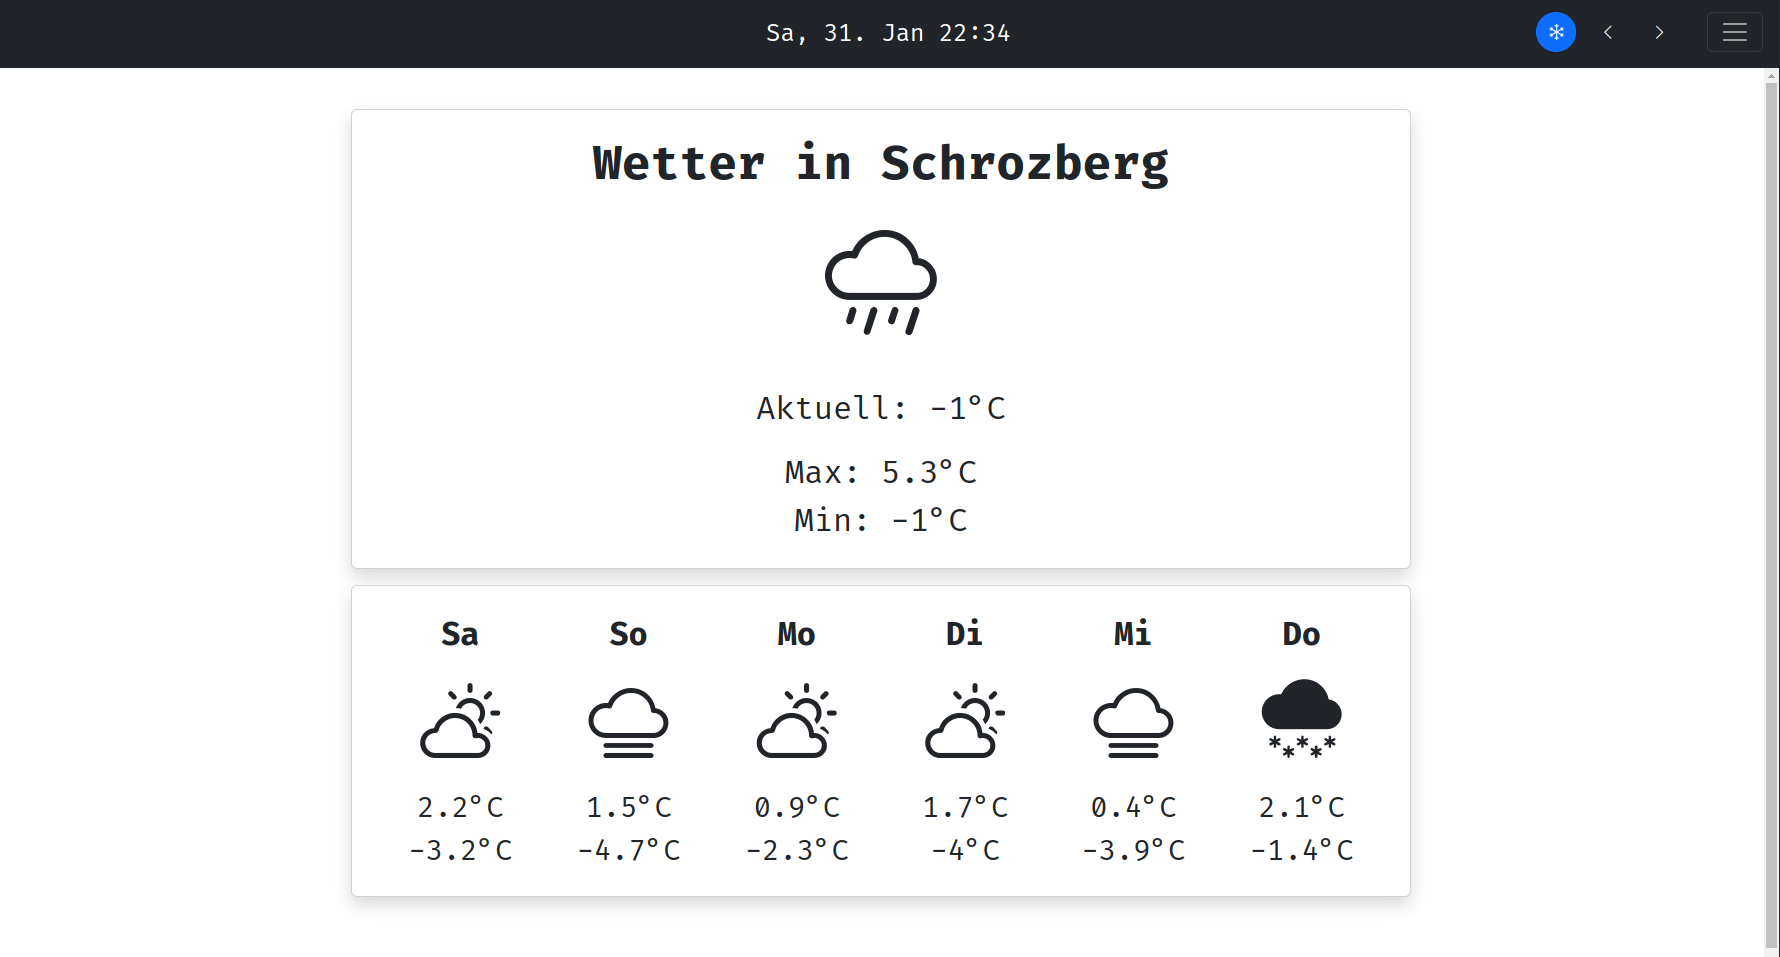 Sa, 31. Jan 22:34
Wetter in Schrozberg
Aktuell: -1°C
Max: 5.3°C
Min: -1°C
Sa So Mo Di Mi Do
2.2°C 1.5°C 0.9°C 1.7°C 0.4°C 2.1°C
-3.2°C -4.7°C -2.3°C -4°C -3.9°C -1.4°C